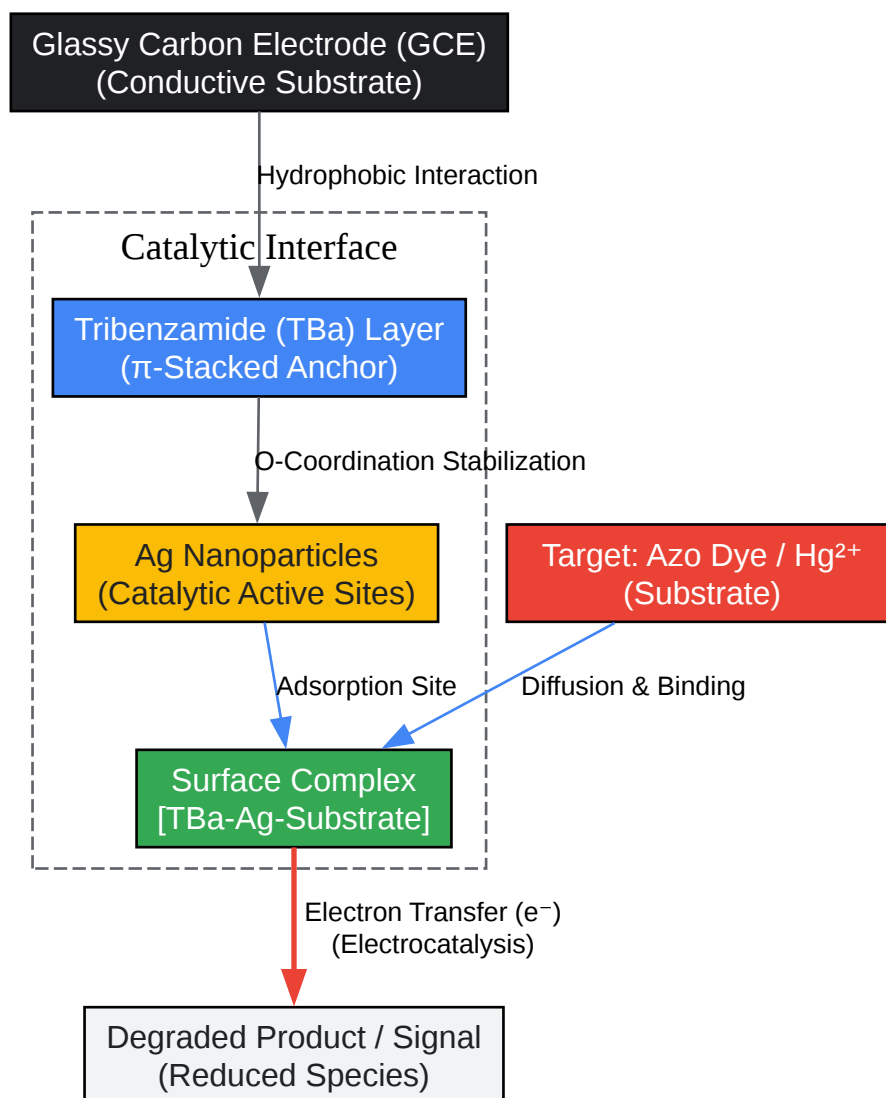 Glassy Carbon Electrode (GCE)
(Conductive Substrate)
Hydrophobic Interaction
Catalytic Interface
Tribenzamide (TBa) Layer
(π-Stacked Anchor)
O-Coordination Stabilization
Ag Nanoparticles
(Catalytic Active Sites)
Target: Azo Dye / Hg²⁺
(Substrate)
Adsorption Site
Diffusion & Binding
Surface Complex
[TBa-Ag-Substrate]
Electron Transfer (e⁻)
(Electrocatalysis)
Degraded Product / Signal
(Reduced Species)